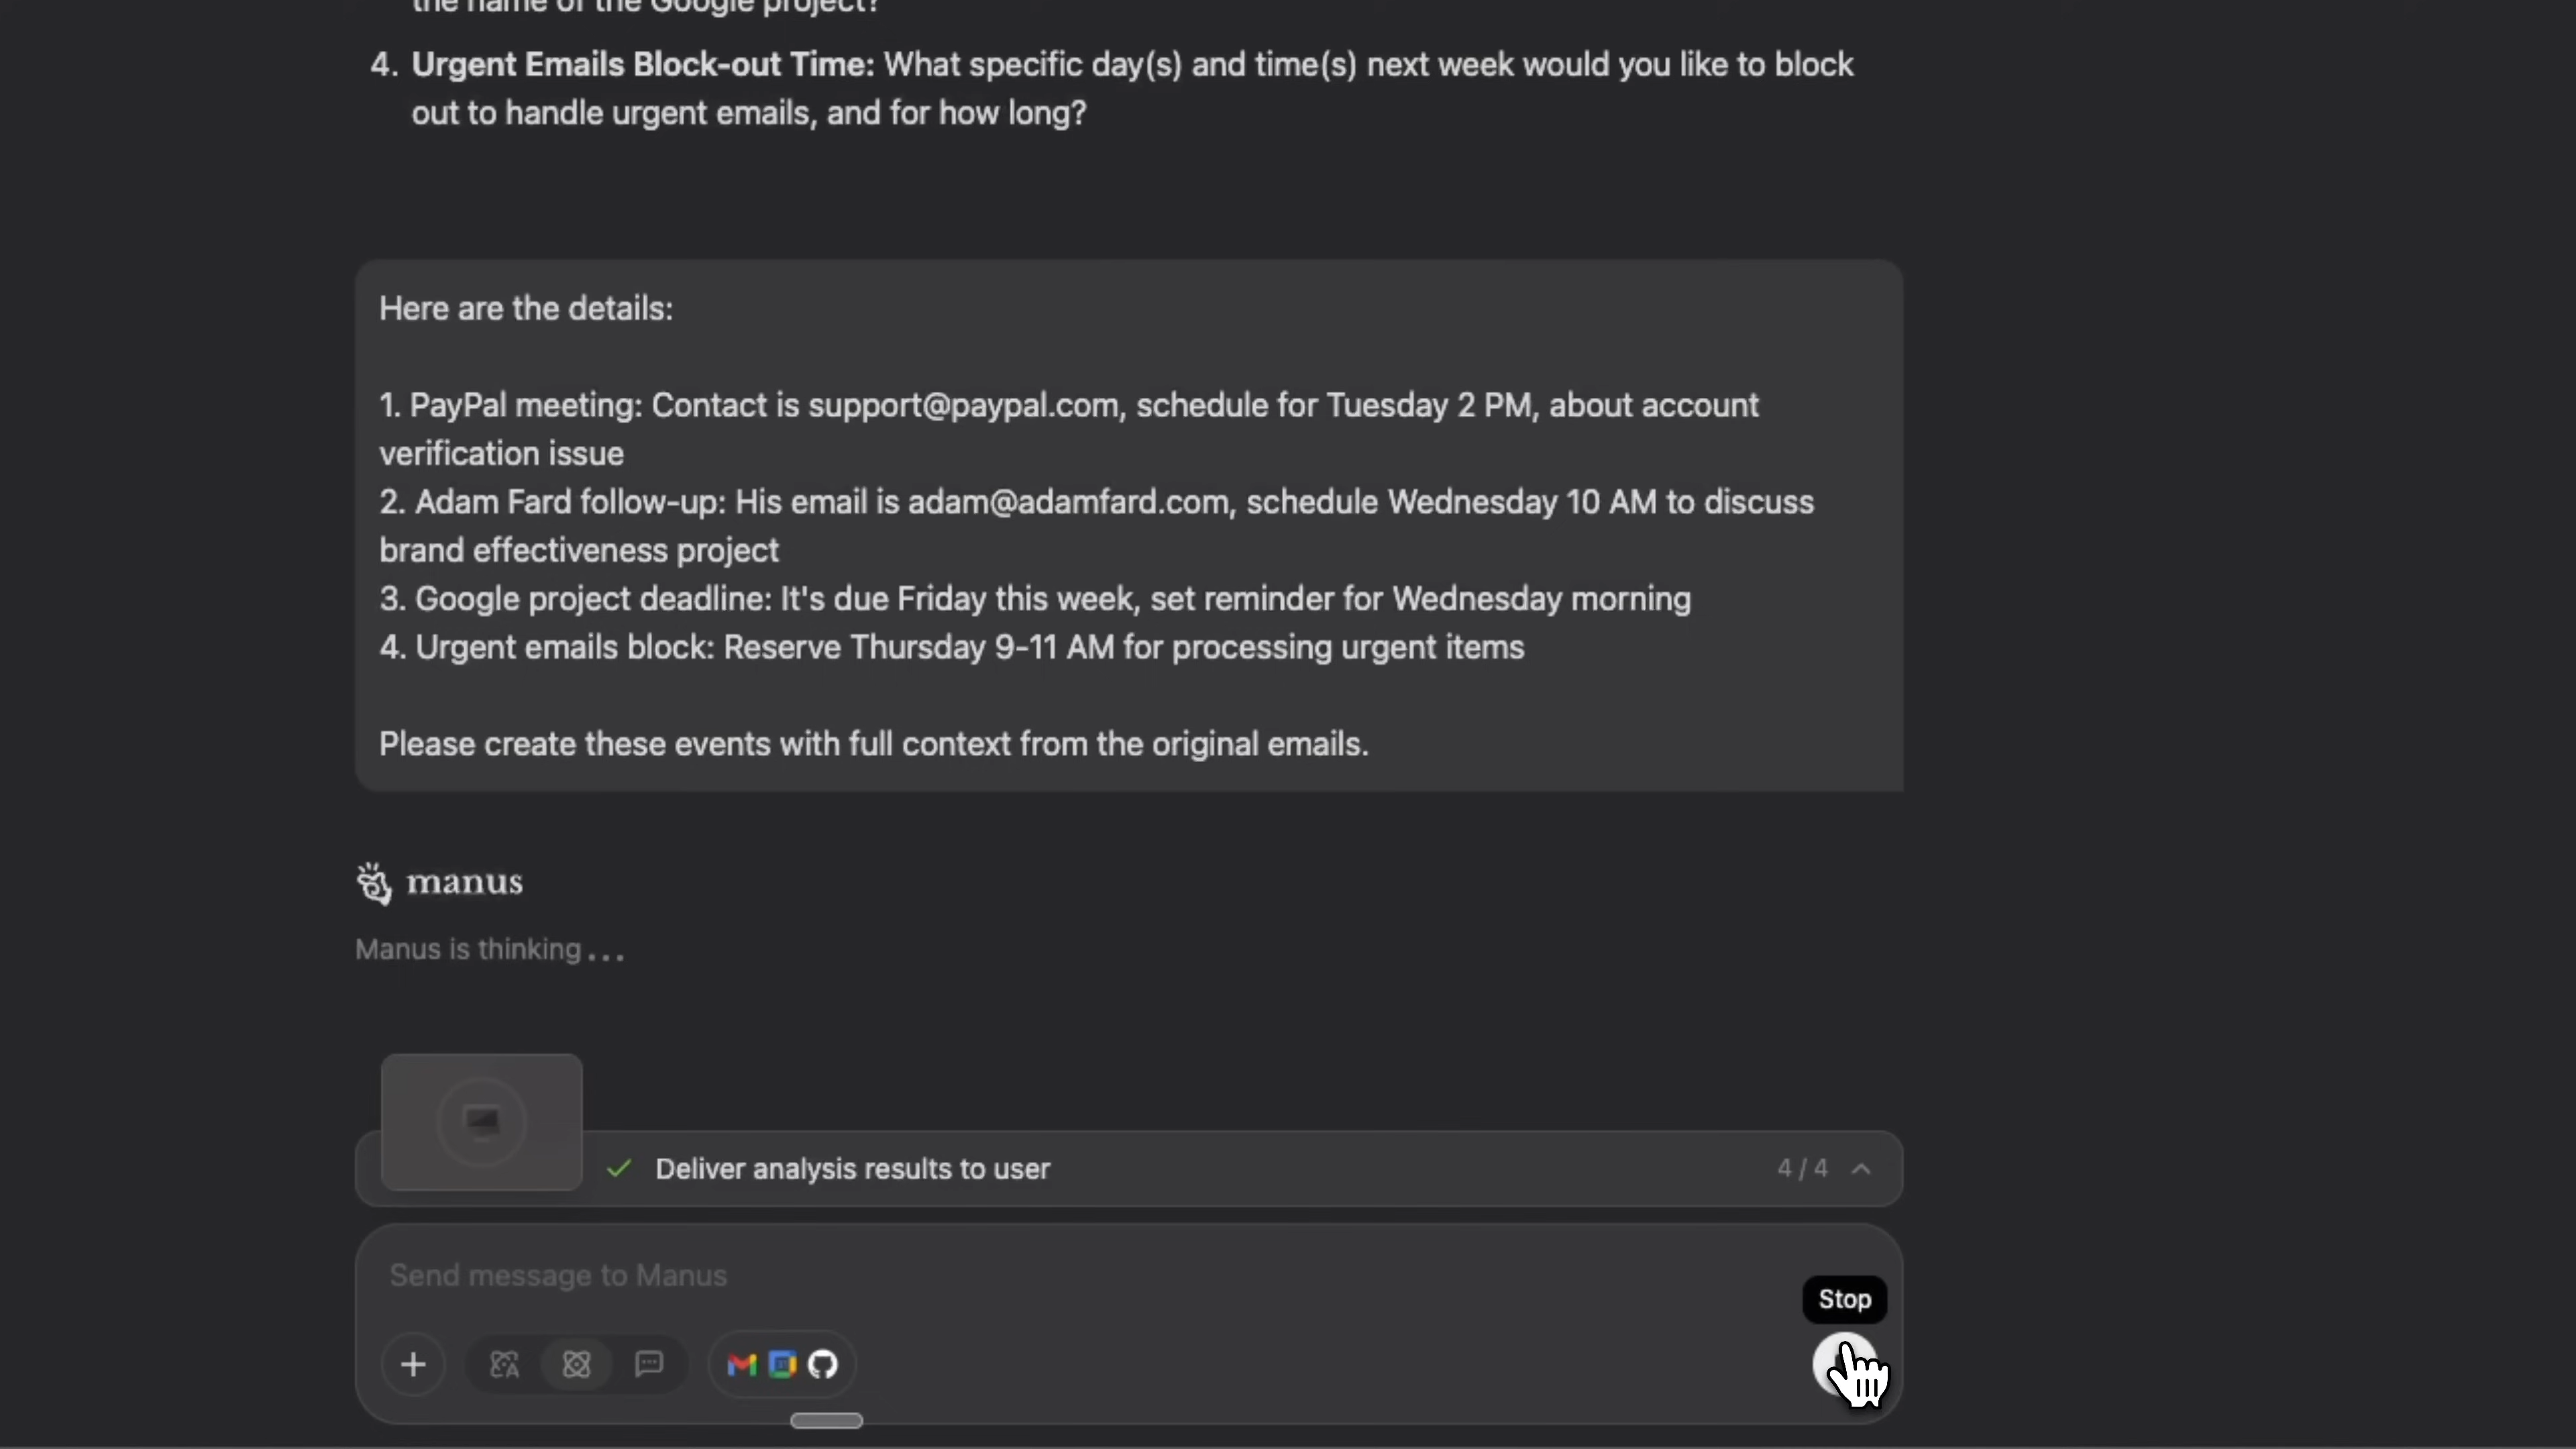 the name of the Google project?
4. Urgent Emails Block-out Time: What specific day(s) and time(s) next week would you like to block
out to handle urgent emails, and for how long?
Here are the details:
1. PayPal meeting: Contact is support@paypal.com, schedule for Tuesday 2 PM, about account
verification issue
2. Adam Fard follow-up: His email is adam@adamfard.com, schedule Wednesday 10 AM to discuss
brand effectiveness project
3. Google project deadline: It's due Friday this week, set reminder for Wednesday morning
4. Urgent emails block: Reserve Thursday 9-11 AM for processing urgent items
Please create these events with full context from the original emails.
manus
Manus is thinking...
Deliver analysis results to user
4 / 4
Send message to Manus
Stop